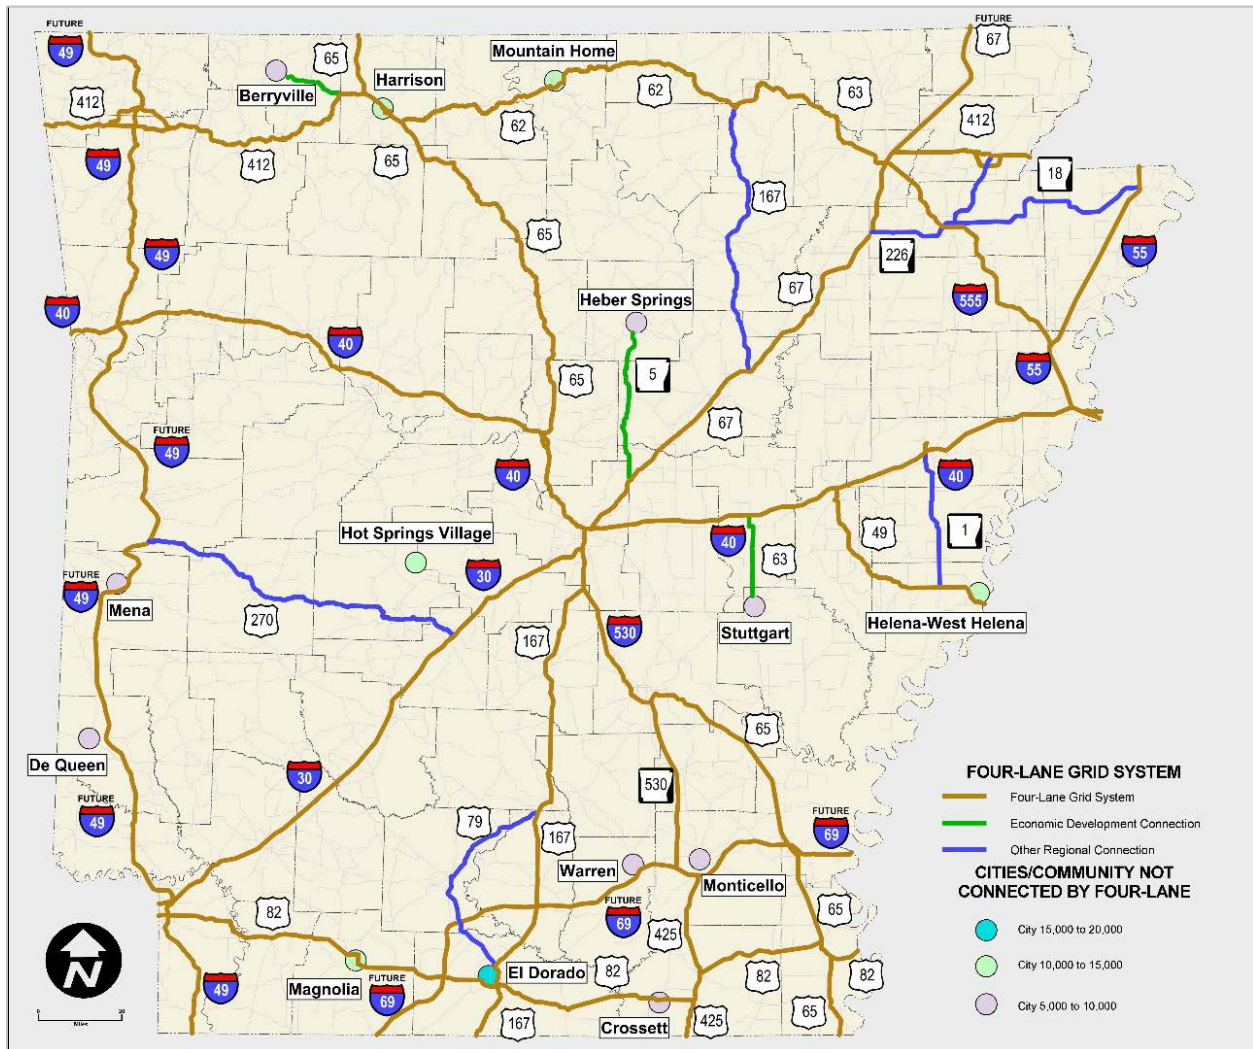 FUTURE
49
FUTURE
67
65
Mountain Home
Harrison
Berryville
412
62
63
62
412
49
412
65
18
167
65
49
226
55
67
Heber Springs
555
40
40
5
65
55
67
FUTURE
49
40
40
Hot Springs Village
40
49
1
63
30
FUTURE
49
Mena
270
Stuttgart
Helena-West Helena
167
530
65
De Queen
30
530
FUTURE
49
79
167
FUTURE
69
Warren
Monticello
82
FUTURE
69
425
65
El Dorado
82
82
82
Magnolia
49
FUTURE
69
167
Crossett
425
65
FOUR-LANE GRID SYSTEM
Four-Lane Grid System
Economic Development Connection
Other Regional Connection
CITIES/COMMUNITY NOT
CONNECTED BY FOUR-LANE
City 15,000 to 20,000
City 10,000 to 15,000
City 5,000 to 10.000
N
0
20
Miles